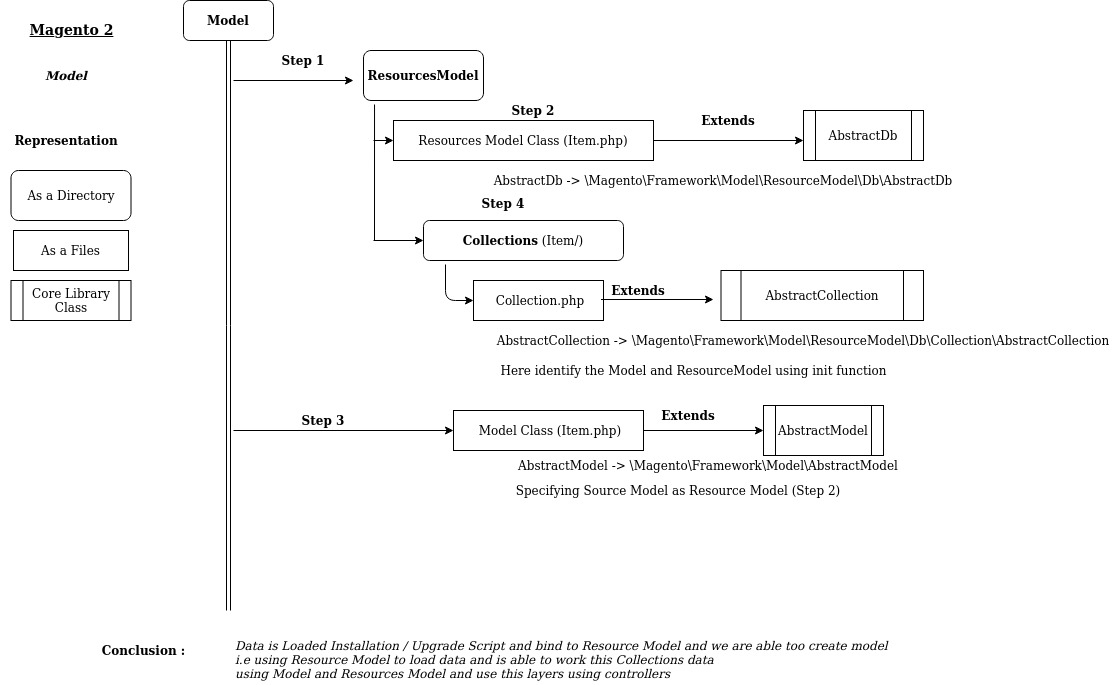 Magento 2
Model
Model
Step 1
ResourcesModel
Step 2
Representation
Resources Model Class (Item.php)
Extends
AbstractDb
AbstractDb -> \Magento\Framework\Model\ResourceModel\Db\AbstractDb
As a Directory
Step 4
Collections (Item/)
As a Files
Core Library
Class
Collection.php
Extends
AbstractCollection
AbstractCollection -> \Magento\Framework\Model\ResourceModel\Db\Collection\AbstractCollection
Here identify the Model and ResourceModel using init function
Step 3
Model Class (Item.php)
Extends
AbstractModel
AbstractModel -> \Magento\Framework\Model\AbstractModel
Specifying Source Model as Resource Model (Step 2)
Conclusion :
Data is Loaded Installation / Upgrade Script and bind to Resource Model and we are able too create model
i.e using Resource Model to load data and is able to work this Collections data
using Model and Resources Model and use this layers using controllers